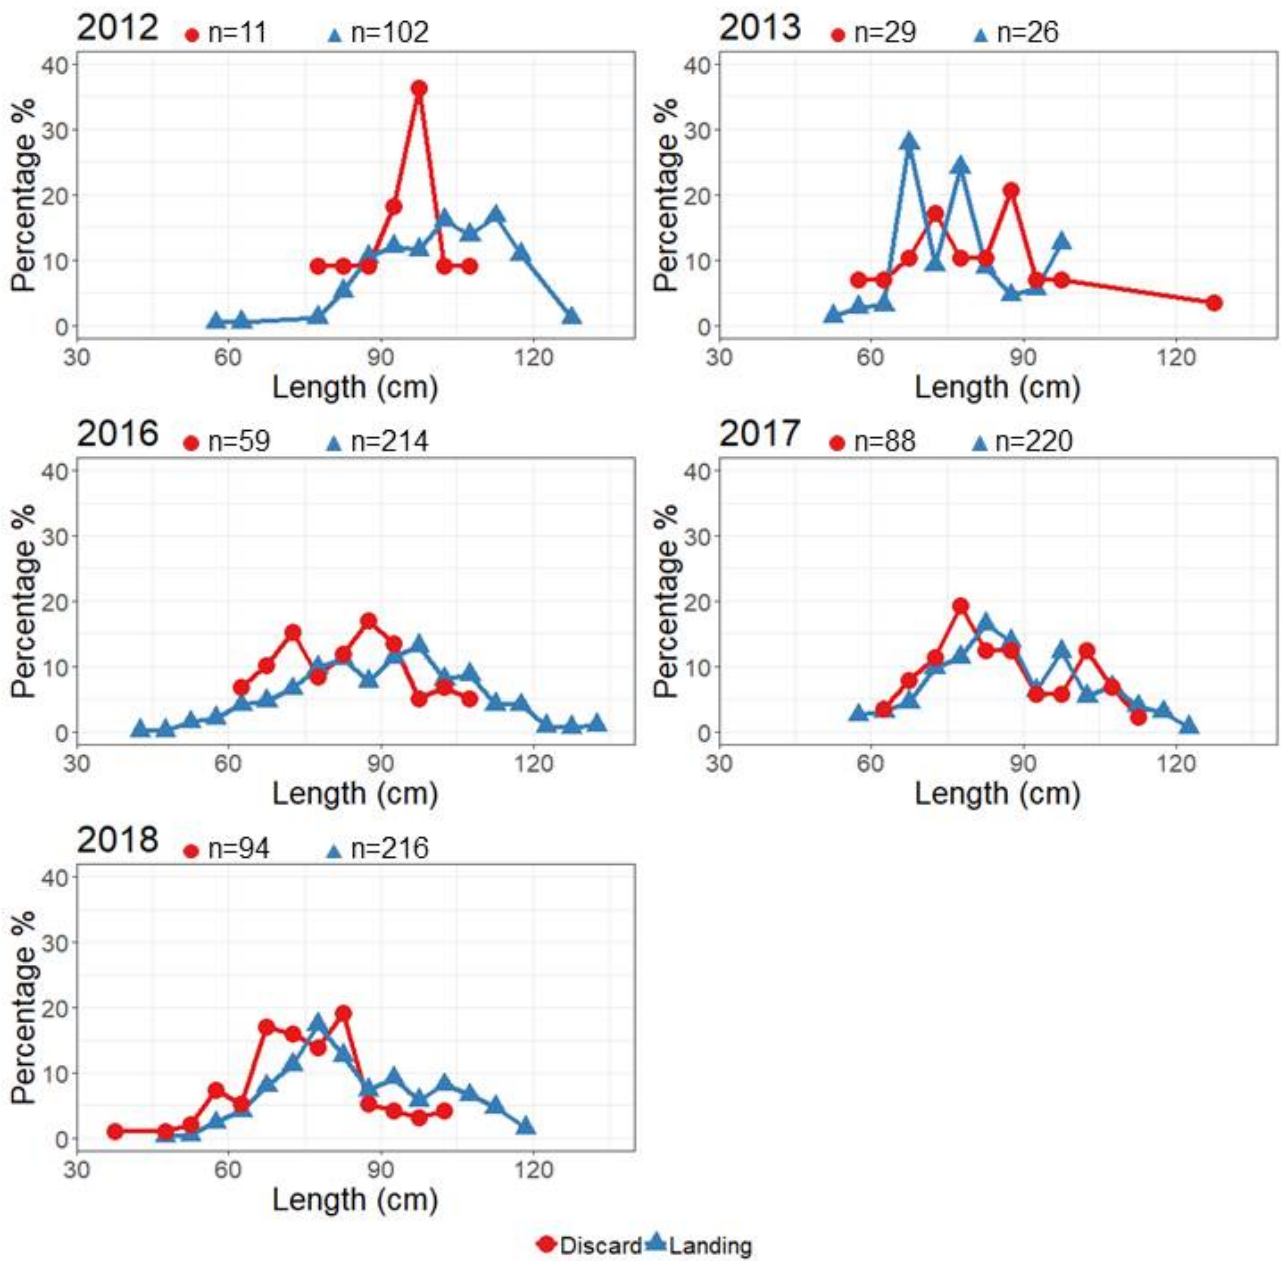 2012 n=11 n=102
40
30
20
10
0
Percentage %
30 60 90 120
Length (cm)
2013 n=29 n=26
40
30
20
10
0
Percentage %
30 60 90 120
Length (cm)
2016 n=59 n=214
40
30
20
10
0
Percentage %
30 60 90 120
Length (cm)
2017 n=88 n=220
40
30
20
10
0
Percentage %
30 60 90 120
Length (cm)
2018 n=94 n=216
40
30
20
10
0
Percentage %
30 60 90 120
Length (cm)
Discard Landing